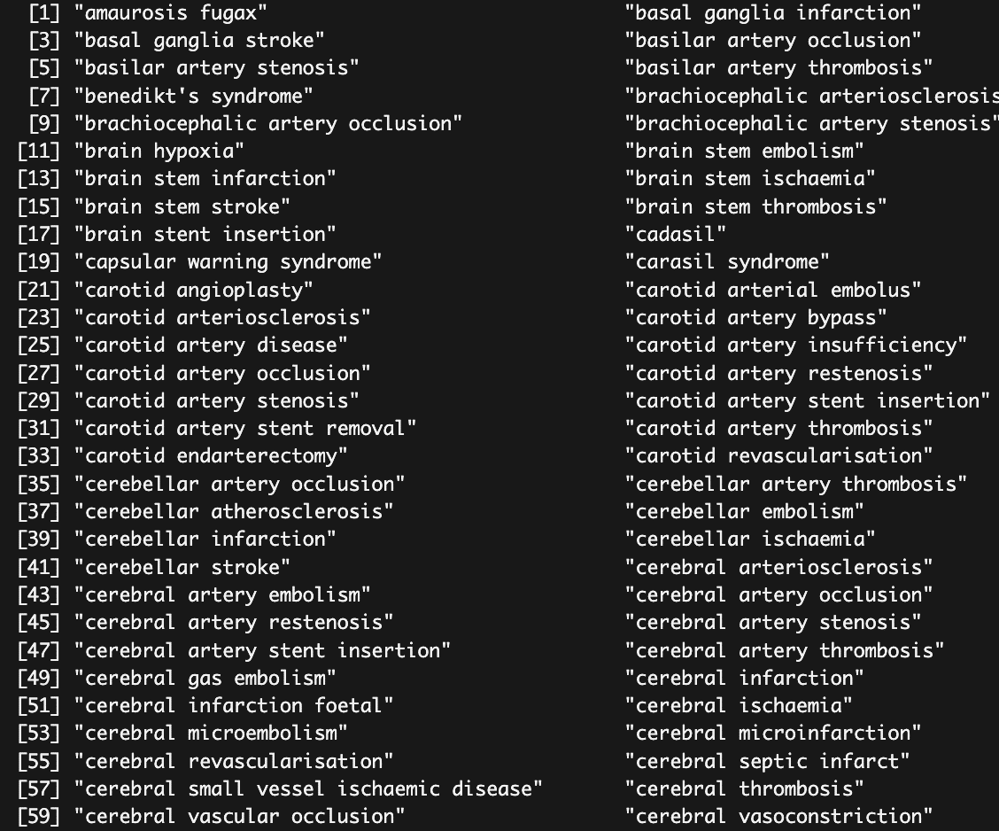 [1] "amaurosis fugax" "basal ganglia infarction"
[3] "basal ganglia stroke" "basilar artery occlusion"
[5] "basilar artery stenosis" "basilar artery thrombosis"
[7] "benedikt's syndrome" "brachiocephalic arteriosclerosis
[9] "brachiocephalic artery occlusion" "brachiocephalic artery stenosis"
[11] "brain hypoxia" "brain stem embolism"
[13] "brain stem infarction" "brain stem ischaemia"
[15] "brain stem stroke" "brain stem thrombosis"
[17] "brain stent insertion" "cadasil"
[19] "capsular warning syndrome" "carasil syndrome"
[21] "carotid angioplasty" "carotid arterial embolus"
[23] "carotid arteriosclerosis" "carotid artery bypass"
[25] "carotid artery disease" "carotid artery insufficiency"
[27] "carotid artery occlusion" "carotid artery restenosis"
[29] "carotid artery stenosis" "carotid artery stent insertion"
[31] "carotid artery stent removal" "carotid artery thrombosis"
[33] "carotid endarterectomy" "carotid revascularisation"
[35] "cerebellar artery occlusion" "cerebellar artery thrombosis"
[37] "cerebellar atherosclerosis" "cerebellar embolism"
[39] "cerebellar infarction" "cerebellar ischaemia"
[41] "cerebellar stroke" "cerebral arteriosclerosis"
[43] "cerebral artery embolism" "cerebral artery occlusion"
[45] "cerebral artery restenosis" "cerebral artery stenosis"
[47] "cerebral artery stent insertion" "cerebral artery thrombosis"
[49] "cerebral gas embolism" "cerebral infarction"
[51] "cerebral infarction foetal" "cerebral ischaemia"
[53] "cerebral microembolism" "cerebral microinfarction"
[55] "cerebral revascularisation" "cerebral septic infarct"
[57] "cerebral small vessel ischaemic disease" "cerebral thrombosis"
[59] "cerebral vascular occlusion" "cerebral vasoconstriction"